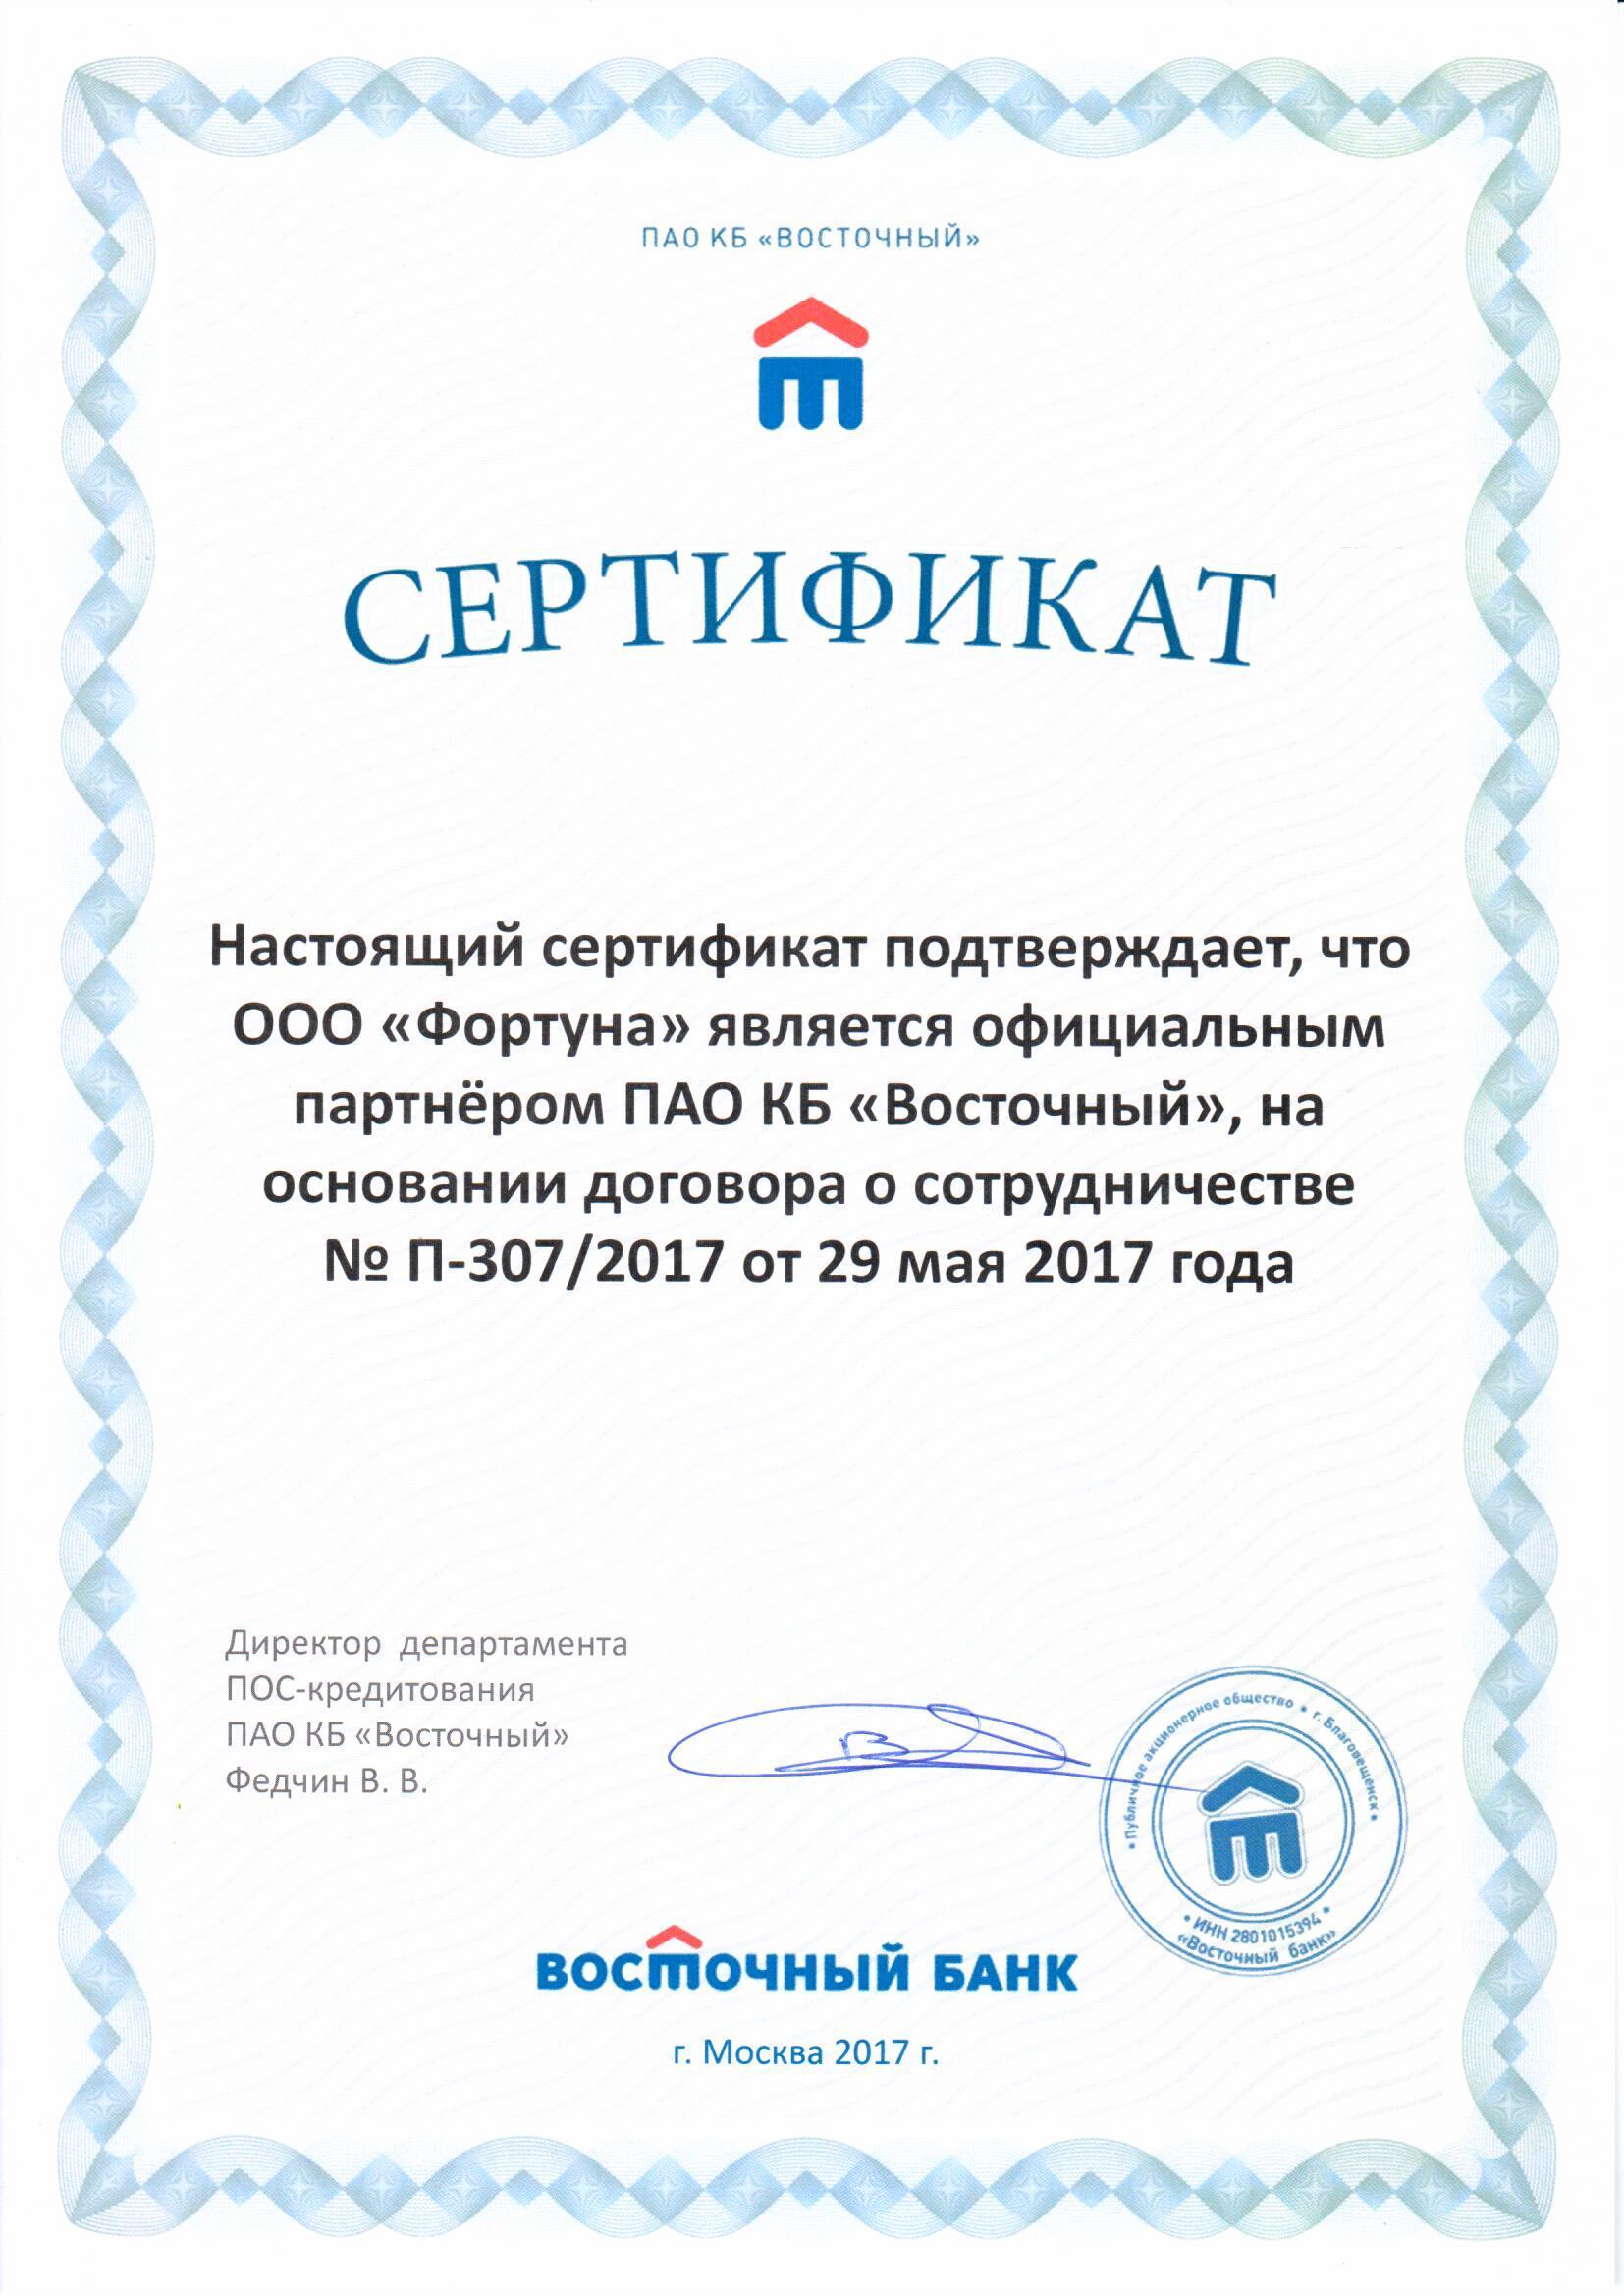 ПАО КБ «ВОСТОЧНЫЙ»
СЕРТИФИКАТ
Настоящий сертификат подтверждает, что
ООО «Фортуна» является официальным
партнёром ПАО КБ «Восточный», на
основании договора о сотрудничестве
№ П-307/2017 от 29 мая 2017 года
Директор департамента
ПОС-кредитования
ПАО КБ «Восточный»
Федчин В. В.
• Публичное акционерное общество • г. Благовещенск •
• ИНН 2801015394 •
«Восточный банк»
ВОСТОЧНЫЙ БАНК
г. Москва 2017 г.